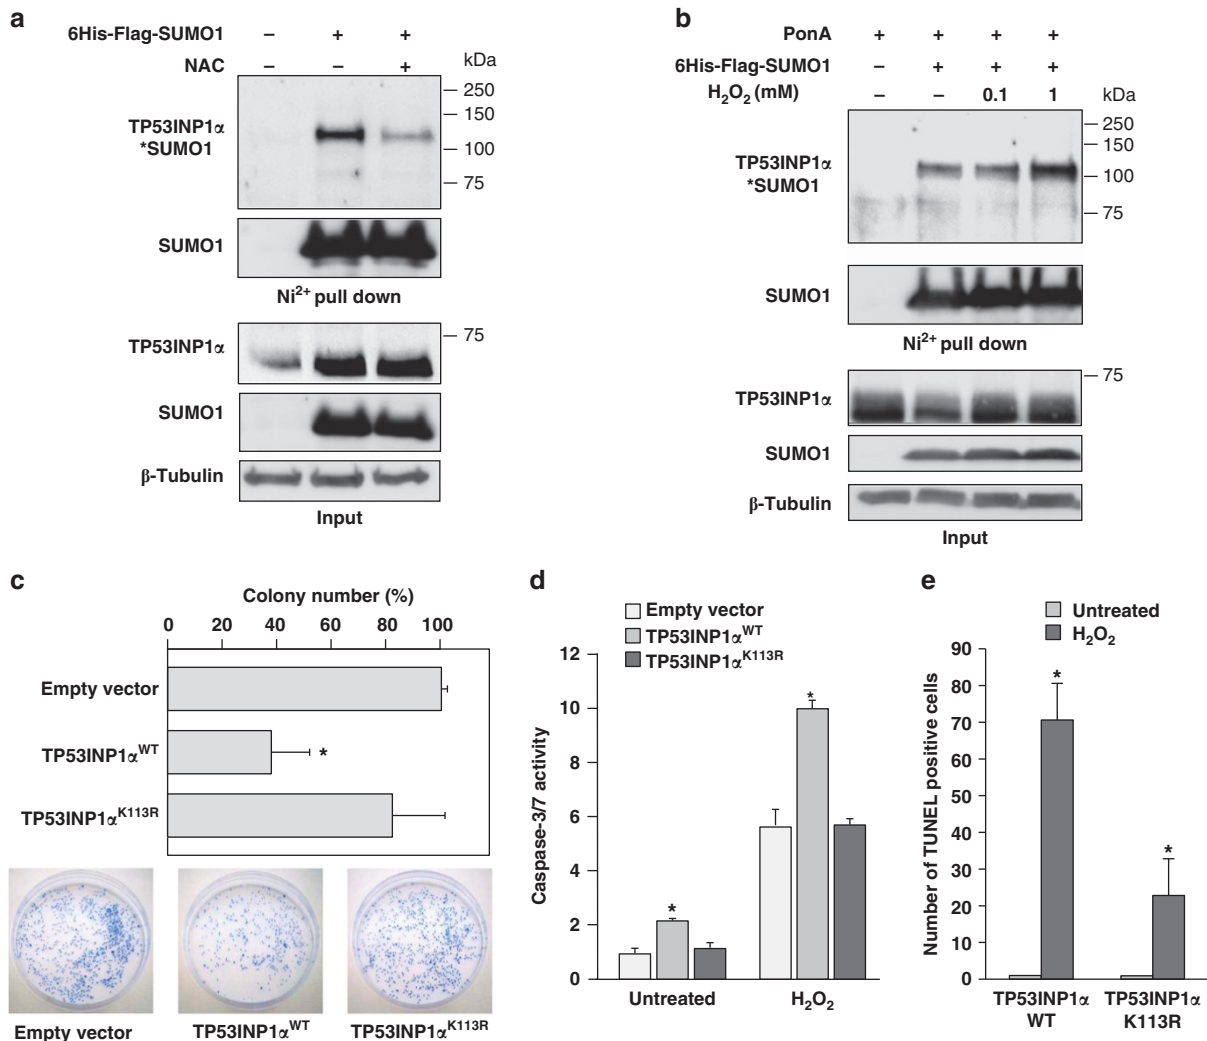 a
6His-Flag-SUMO1 – + +
NAC – – +
kDa
TP53INP1α
*SUMO1
250
150
100
75
SUMO1
Ni²⁺ pull down
TP53INP1α
75
SUMO1
β-Tubulin
Input
b
PonA + + + +
6His-Flag-SUMO1 – + + +
H₂O₂ (mM) – – 0.1 1
kDa
TP53INP1α
*SUMO1
250
150
100
75
SUMO1
Ni²⁺ pull down
TP53INP1α
75
SUMO1
β-Tubulin
Input
c
Colony number (%)
0 20 40 60 80 100
Empty vector
TP53INP1αᵂᵀ *
TP53INP1αᴷ¹¹³ᴿ
Empty vector TP53INP1αᵂᵀ TP53INP1αᴷ¹¹³ᴿ
d
Empty vector
TP53INP1αᵂᵀ
TP53INP1αᴷ¹¹³ᴿ
Caspase-3/7 activity
12
10
8
6
4
2
0
*
*
Untreated H₂O₂
e
Untreated
H₂O₂
Number of TUNEL positive cells
90
80
70
60
50
40
30
20
10
0
*
*
TP53INP1α TP53INP1α
WT K113R